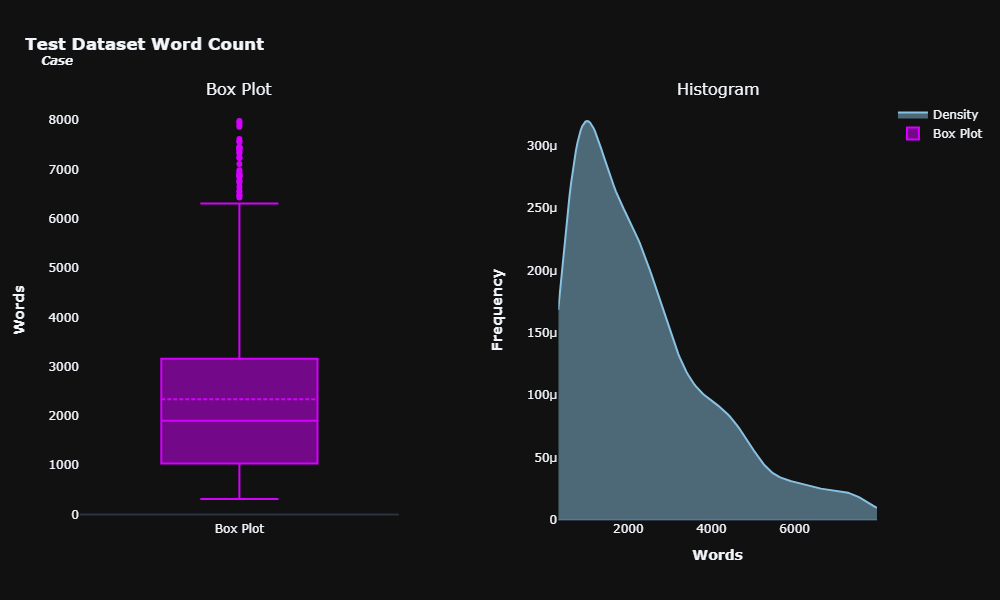 Test Dataset Word Count
Case
Box Plot
Words
8000
7000
6000
5000
4000
3000
2000
1000
0
Box Plot
Histogram
Frequency
300µ
250µ
200µ
150µ
100µ
50µ
0
2000 4000 6000
Words
Density
Box Plot